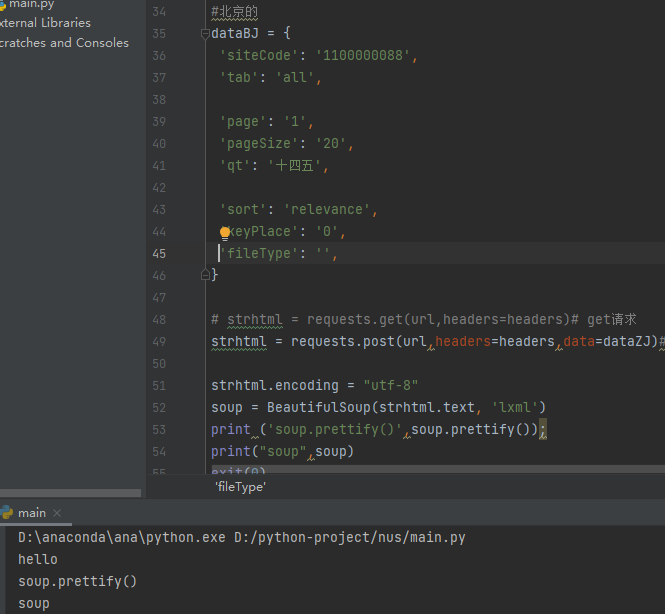 main.py
xternal Libraries
cratches and Consoles
34 #北京的
35 dataBJ = {
36 'siteCode': '1100000088',
37 'tab': 'all',
38
39 'page': '1',
40 'pageSize': '20',
41 'qt': '十四五',
42
43 'sort': 'relevance',
44 keyPlace': '0',
45 'fileType': '',
46 }
47
48 # strhtml = requests.get(url,headers=headers)# get请求
49 strhtml = requests.post(url,headers=headers,data=dataZJ)#
50
51 strhtml.encoding = "utf-8"
52 soup = BeautifulSoup(strhtml.text, 'lxml')
53 print ('soup.prettify()',soup.prettify());
54 print("soup",soup)
55 exit(0)
'fileType'
main
D:\anaconda\ana\python.exe D:/python-project/nus/main.py
hello
soup.prettify()
soup